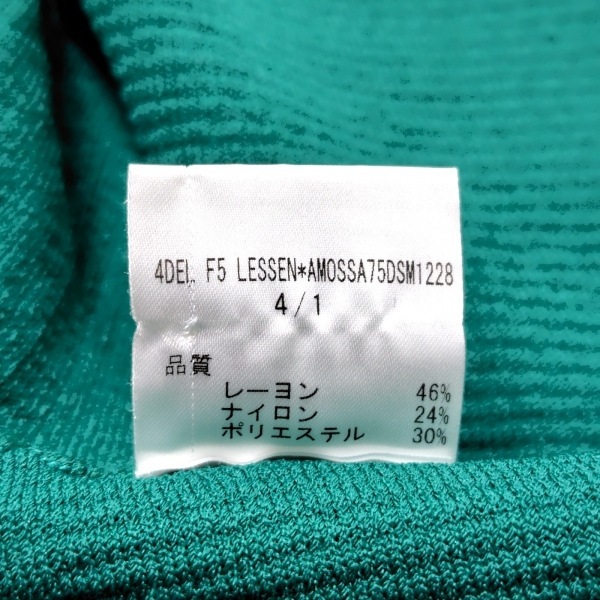 4DEL F5 LESSEN*AMOSSA75DSM1228
4/1
品質
レーヨン 46%
ナイロン 24%
ポリエステル 30%